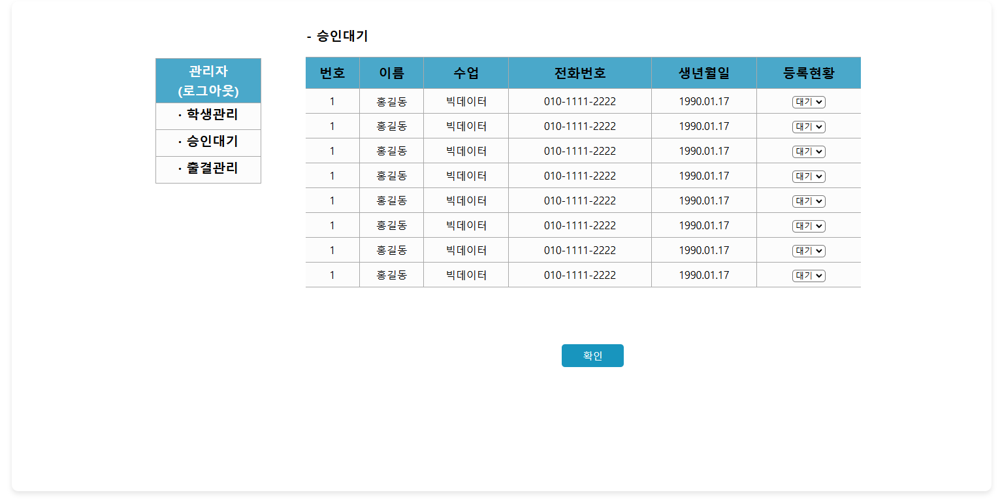 - 승인대기
관리자
(로그아웃)
· 학생관리
· 승인대기
· 출결관리
번호 이름 수업 전화번호 생년월일 등록현황
1 홍길동 빅데이터 010-1111-2222 1990.01.17 대기
1 홍길동 빅데이터 010-1111-2222 1990.01.17 대기
1 홍길동 빅데이터 010-1111-2222 1990.01.17 대기
1 홍길동 빅데이터 010-1111-2222 1990.01.17 대기
1 홍길동 빅데이터 010-1111-2222 1990.01.17 대기
1 홍길동 빅데이터 010-1111-2222 1990.01.17 대기
1 홍길동 빅데이터 010-1111-2222 1990.01.17 대기
1 홍길동 빅데이터 010-1111-2222 1990.01.17 대기
확인